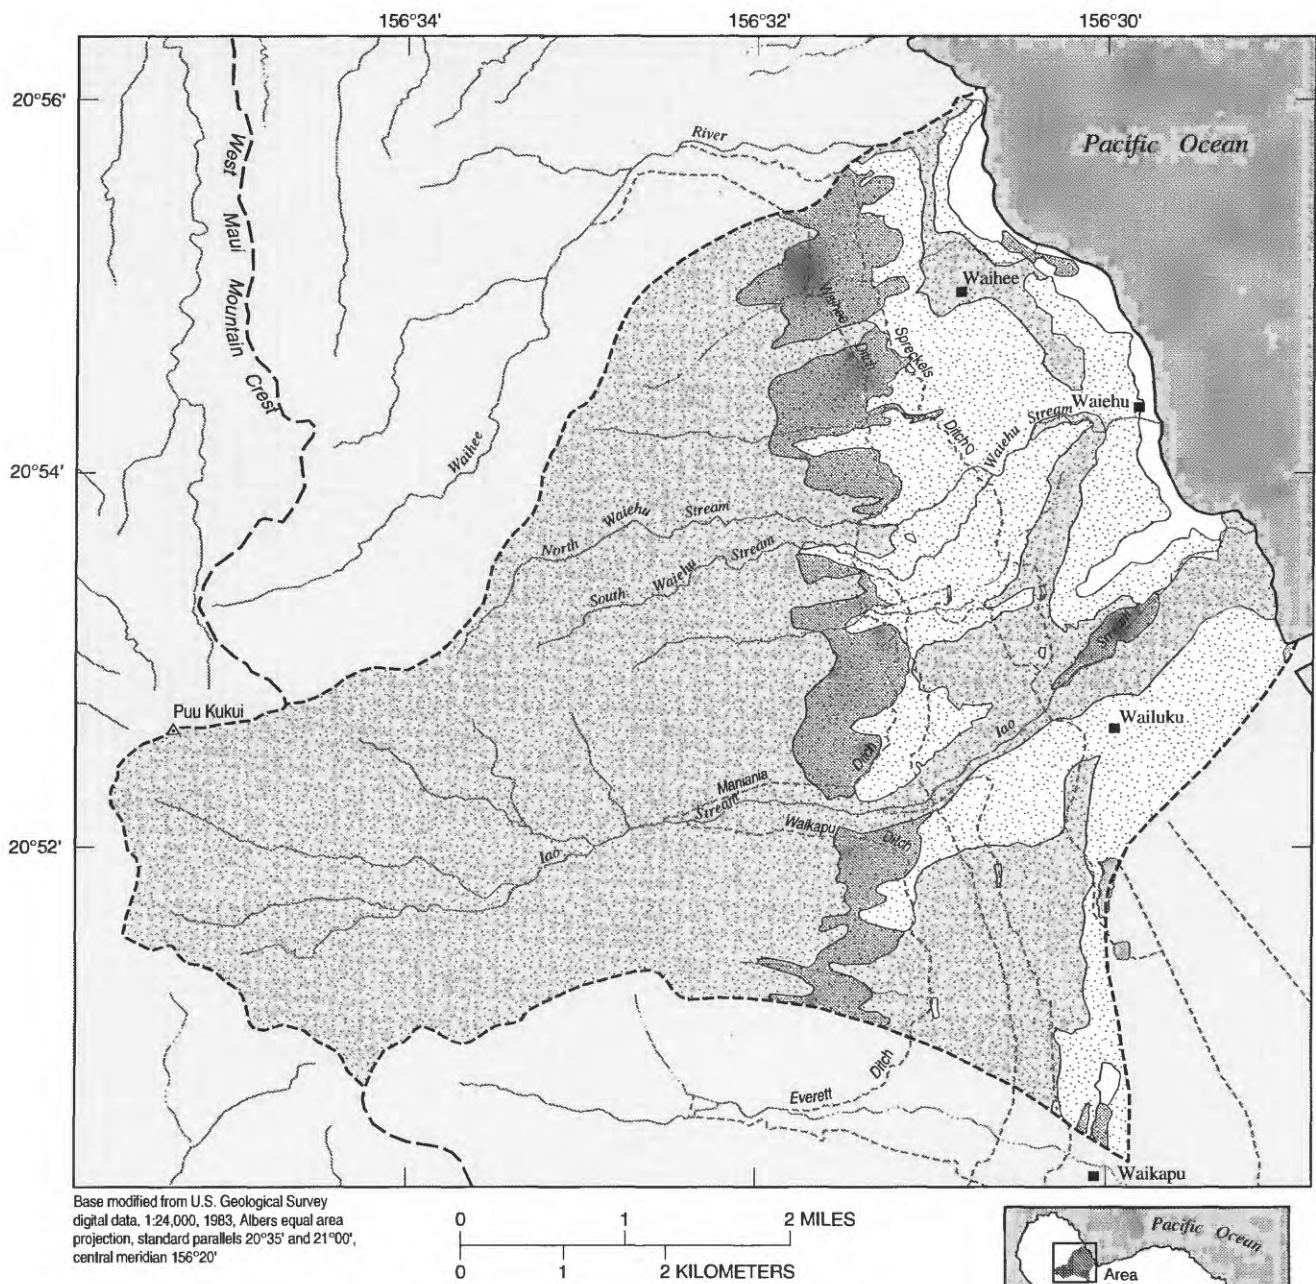 156°34'
156°32'
156°30'
20°56'
20°54'
20°52'
West Maui Mountain Crest
River
Pacific Ocean
Waihee
Waihee
Ditch
Spreckels
Ditch
Waihee
Waiehu
Waiehu Stream
North Waiehu Stream
South Waiehu Stream
Stream
Puu Kukui
Wailuku
Iao
Ditch
Maniania
Stream
Waikapu Ditch
Iao
Ditch
Everett
Waikapu
Base modified from U.S. Geological Survey
digital data, 1:24,000, 1983, Albers equal area
projection, standard parallels 20°35' and 21°00',
central meridian 156°20'
0 1 2 MILES
0 1 2 KILOMETERS
Pacific Ocean
Area